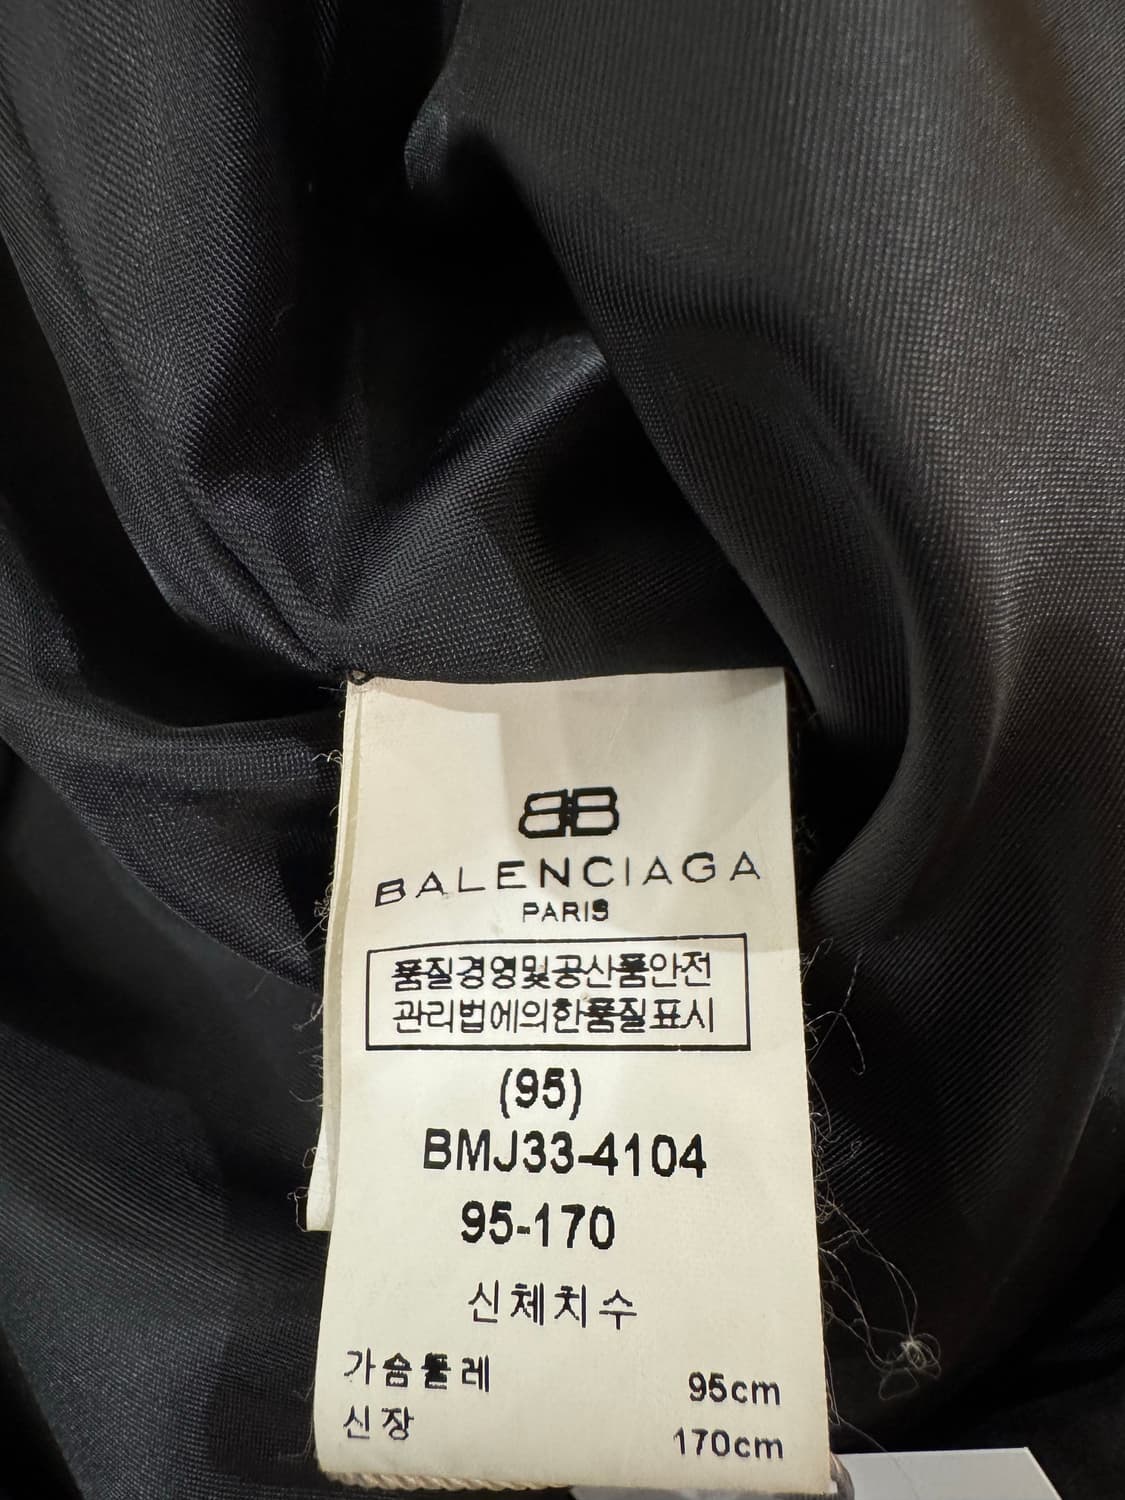 BB
BALENCIAGA
PARIS
품질경영및공산품안전
관리법에의한품질표시
(95)
BMJ33-4104
95-170
신체치수
가슴둘레 95cm
신장 170cm